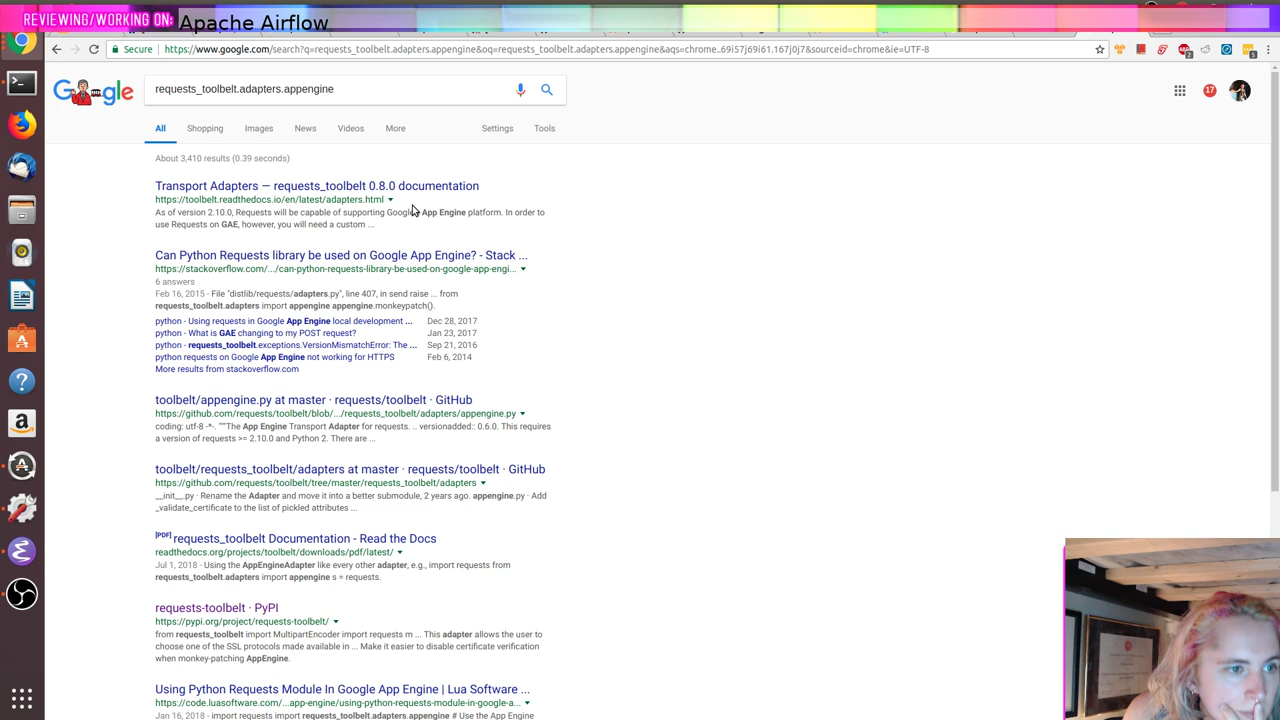 REVIEWING/WORKING ON: Apache Airflow
Secure https://www.google.com/search?q=requests_toolbelt.adapters.appengine&oq=requests_toolbelt.adapters.appengine&aqs=chrome..69i57j69i61.167j0j7&sourceid=chrome&ie=UTF-8
Google
requests_toolbelt.adapters.appengine
17
All Shopping Images News Videos More Settings Tools
About 3,410 results (0.39 seconds)
Transport Adapters — requests_toolbelt 0.8.0 documentation
https://toolbelt.readthedocs.io/en/latest/adapters.html
As of version 2.10.0, Requests will be capable of supporting Google App Engine platform. In order to
use Requests on GAE, however, you will need a custom ...
Can Python Requests library be used on Google App Engine? - Stack ...
https://stackoverflow.com/.../can-python-requests-library-be-used-on-google-app-engi...
6 answers
Feb 16, 2015 - File "distlib/requests/adapters.py", line 407, in send raise ... from
requests_toolbelt.adapters import appengine appengine.monkeypatch().
python - Using requests in Google App Engine local development ... Dec 28, 2017
python - What is GAE changing to my POST request? Jan 23, 2017
python - requests_toolbelt.exceptions.VersionMismatchError: The ... Sep 21, 2016
python requests on Google App Engine not working for HTTPS Feb 6, 2014
More results from stackoverflow.com
toolbelt/appengine.py at master · requests/toolbelt · GitHub
https://github.com/requests/toolbelt/blob/.../requests_toolbelt/adapters/appengine.py
coding: utf-8 -*-. """The App Engine Transport Adapter for requests. .. versionadded:: 0.6.0. This requires
a version of requests >= 2.10.0 and Python 2. There are ...
toolbelt/requests_toolbelt/adapters at master · requests/toolbelt · GitHub
https://github.com/requests/toolbelt/tree/master/requests_toolbelt/adapters
__init__.py · Rename the Adapter and move it into a better submodule, 2 years ago. appengine.py · Add
_validate_certificate to the list of pickled attributes ...
[PDF] requests_toolbelt Documentation - Read the Docs
readthedocs.org/projects/toolbelt/downloads/pdf/latest/
Jul 1, 2018 - Using the AppEngineAdapter like every other adapter, e.g., import requests from
requests_toolbelt.adapters import appengine s = requests.
requests-toolbelt · PyPI
https://pypi.org/project/requests-toolbelt/
from requests_toolbelt import MultipartEncoder import requests m ... This adapter allows the user to
choose one of the SSL protocols made available in ... Make it easier to disable certificate verification
when monkey-patching AppEngine.
Using Python Requests Module In Google App Engine | Lua Software ...
https://code.luasoftware.com/...app-engine/using-python-requests-module-in-google-a...
Jan 16, 2018 - import requests import requests_toolbelt.adapters.appengine # Use the App Engine